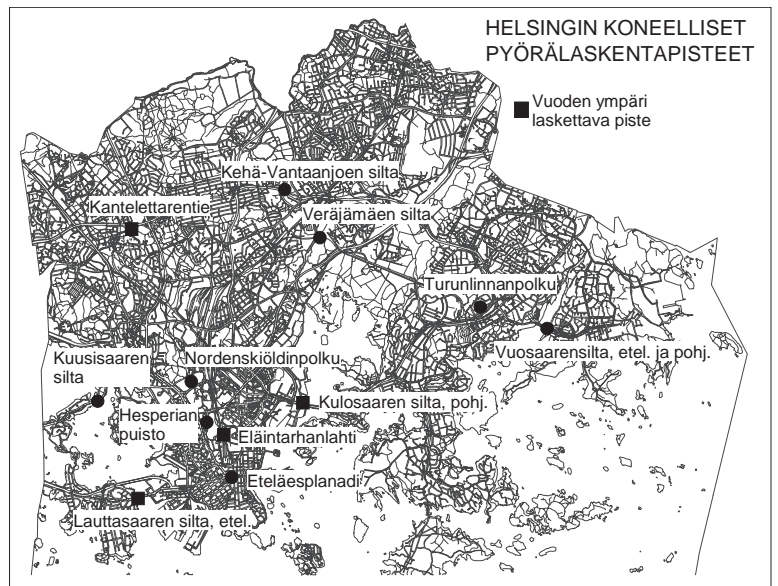 HELSINGIN KONEELLISET
PYÖRÄLASKENTAPISTEET
Vuoden ympäri
laskettava piste
Kehä-Vantaanjoen silta
Kantelettarentie
Veräjämäen silta
Turunlinnanpolku
Vuosaarensilta, etel. ja pohj.
Kuusisaaren
silta
Nordenskiöldinpolku
Kulosaaren silta, pohj.
Hesperian
puisto
Eläintarhanlahti
Eteläesplanadi
Lauttasaaren silta, etel.